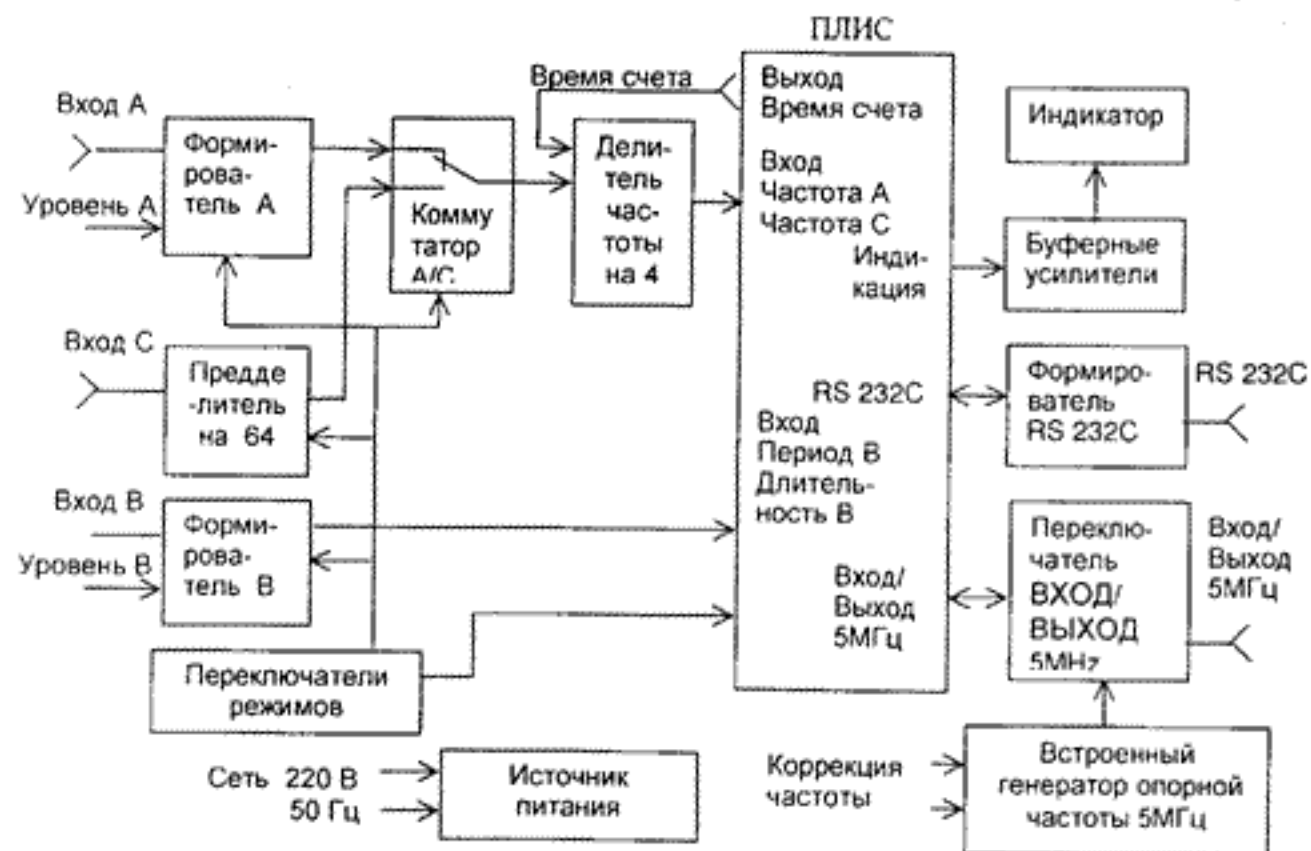 ПЛИС
Вход А
Уровень А
Форми-
рова-
тель А
Комму
татор
А/С.
Время счета
Дели-
тель
час-
тоты
на 4
Выход
Время счета
Вход
Частота А
Частота С
Инди-
кация
RS 232C
Вход
Период В
Длитель-
ность В
Вход/
Выход
5МГц
Индикатор
Буферные
усилители
Формиро-
ватель
RS 232C
RS 232C
Переклю-
чатель
ВХОД/
ВЫХОД
5MHz
Вход/
Выход
5МГц
Вход С
Предде
-литель
на 64
Вход В
Уровень В
Форми-
рова-
тель В
Переключатели
режимов
Сеть 220 В
50 Гц
Источник
питания
Коррекция
частоты
Встроенный
генератор опорной
частоты 5МГц